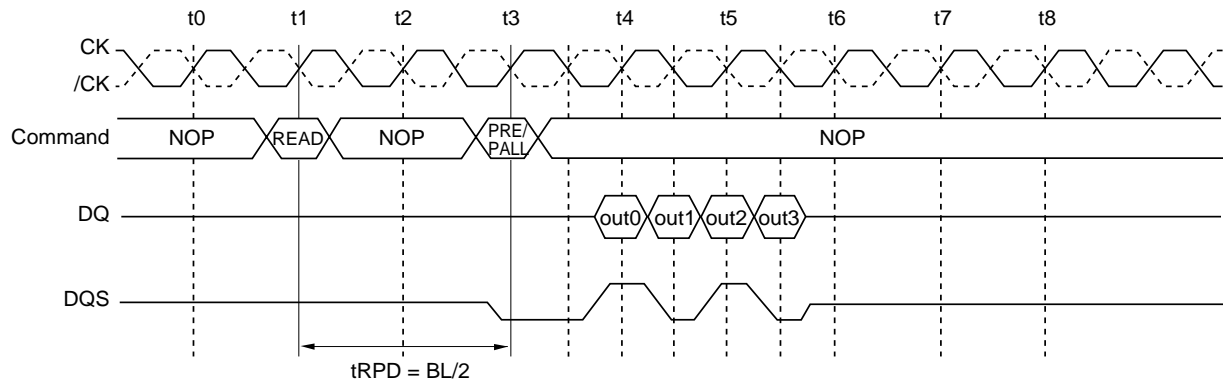 t0 t1 t2 t3 t4 t5 t6 t7 t8
CK
/CK
Command NOP READ NOP PRE/ PALL NOP
DQ out0 out1 out2 out3
DQS
tRPD = BL/2